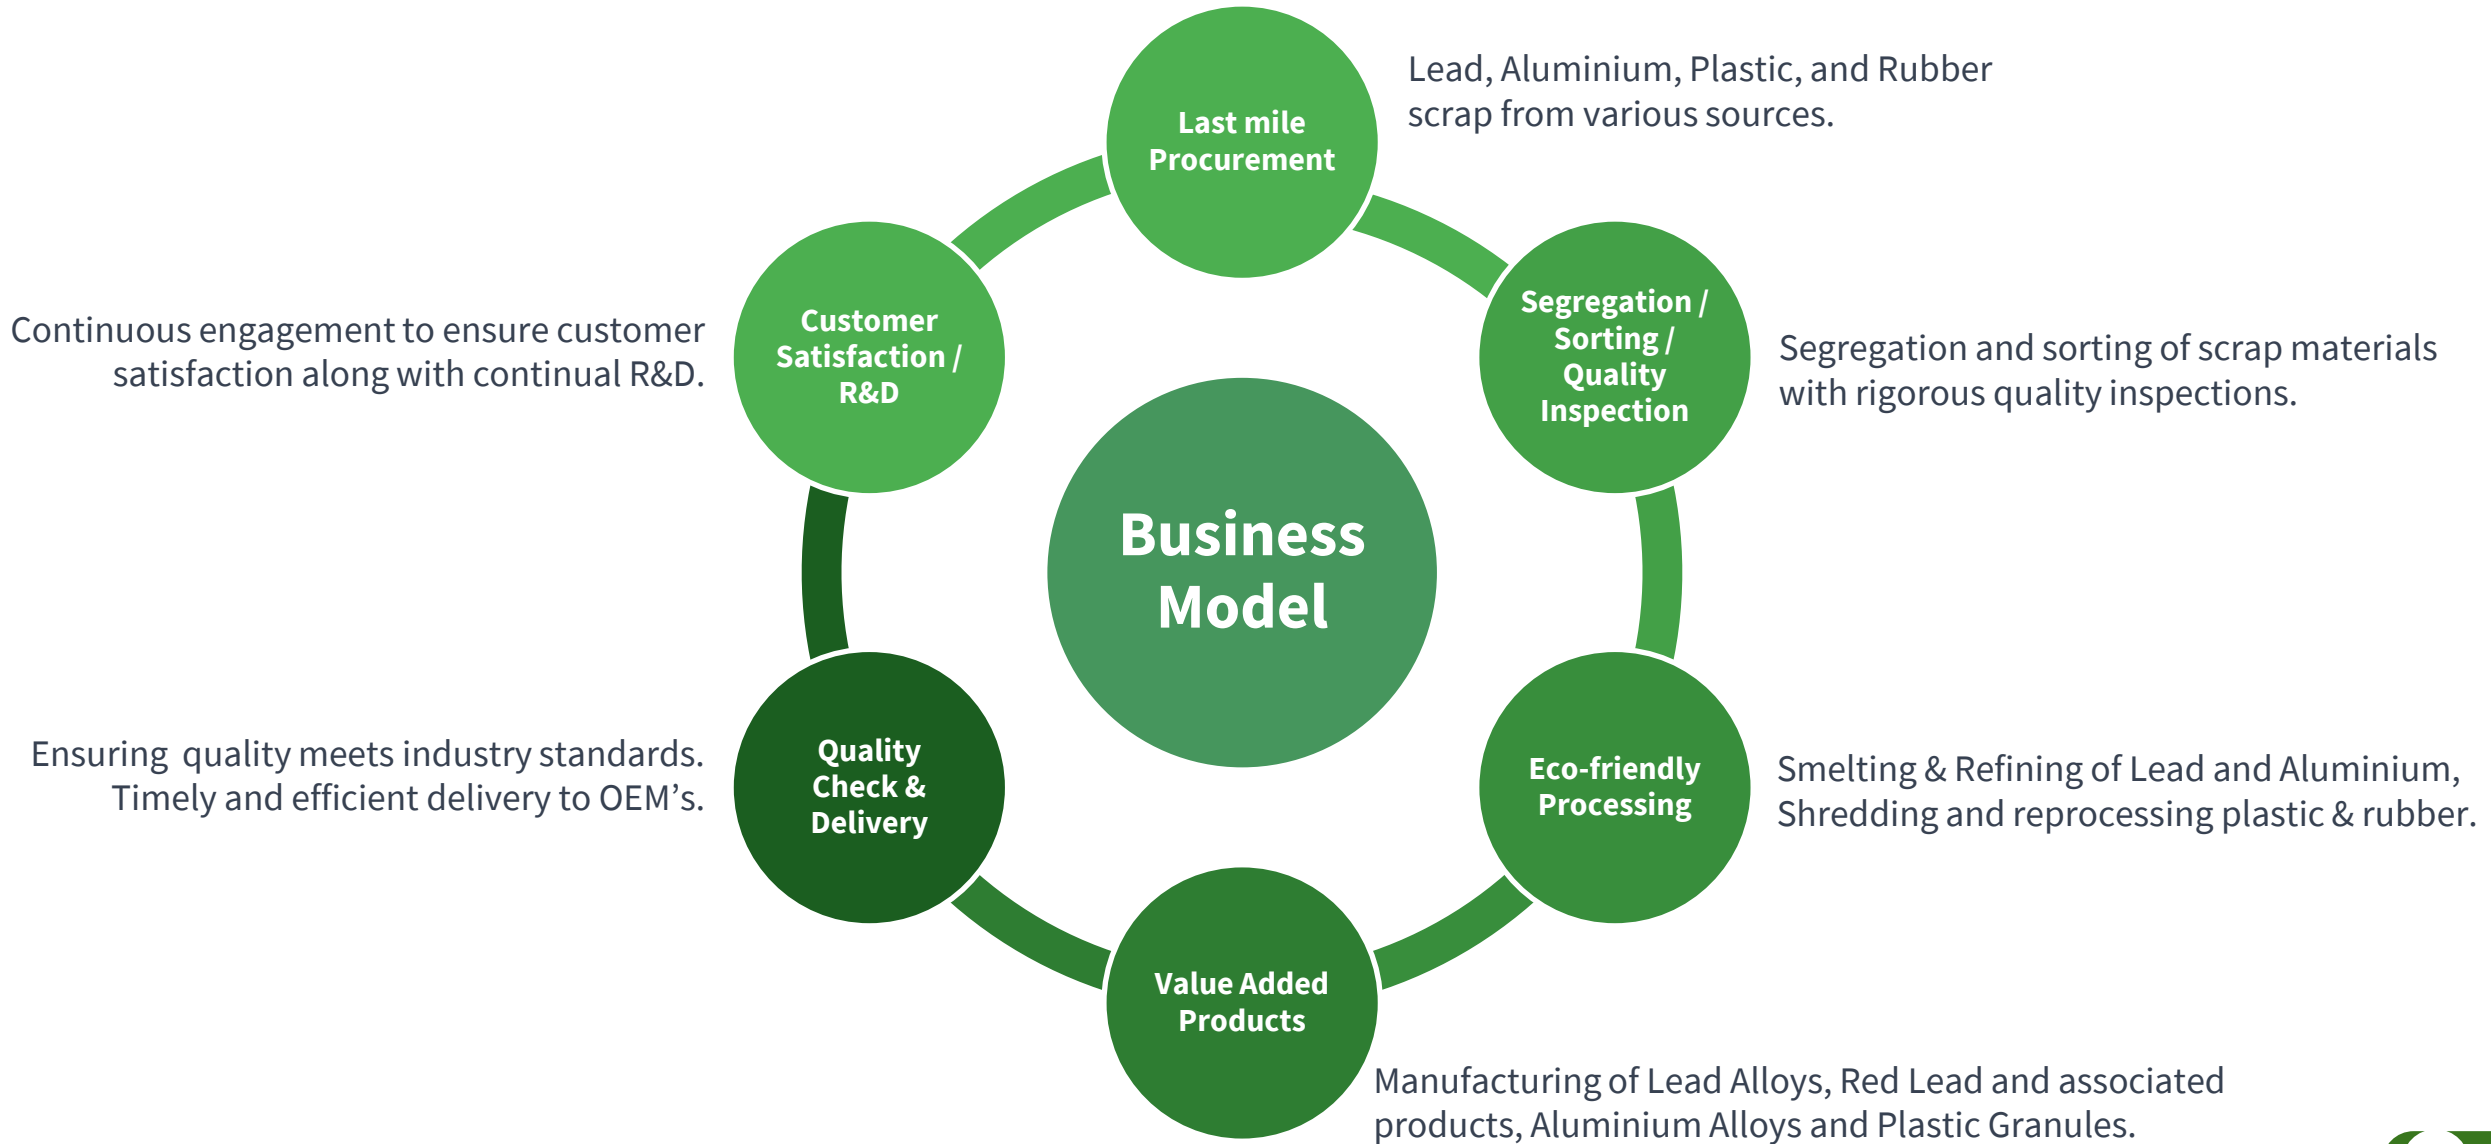 Last mile
Procurement
Lead, Aluminium, Plastic, and Rubber
scrap from various sources.
Segregation /
Sorting /
Quality
Inspection
Segregation and sorting of scrap materials
with rigorous quality inspections.
Eco-friendly
Processing
Smelting & Refining of Lead and Aluminium,
Shredding and reprocessing plastic & rubber.
Value Added
Products
Manufacturing of Lead Alloys, Red Lead and associated
products, Aluminium Alloys and Plastic Granules.
Quality
Check &
Delivery
Ensuring  quality meets industry standards.
Timely and efficient delivery to OEM’s.
Customer
Satisfaction /
R&D
Continuous engagement to ensure customer
satisfaction along with continual R&D.
Business
Model